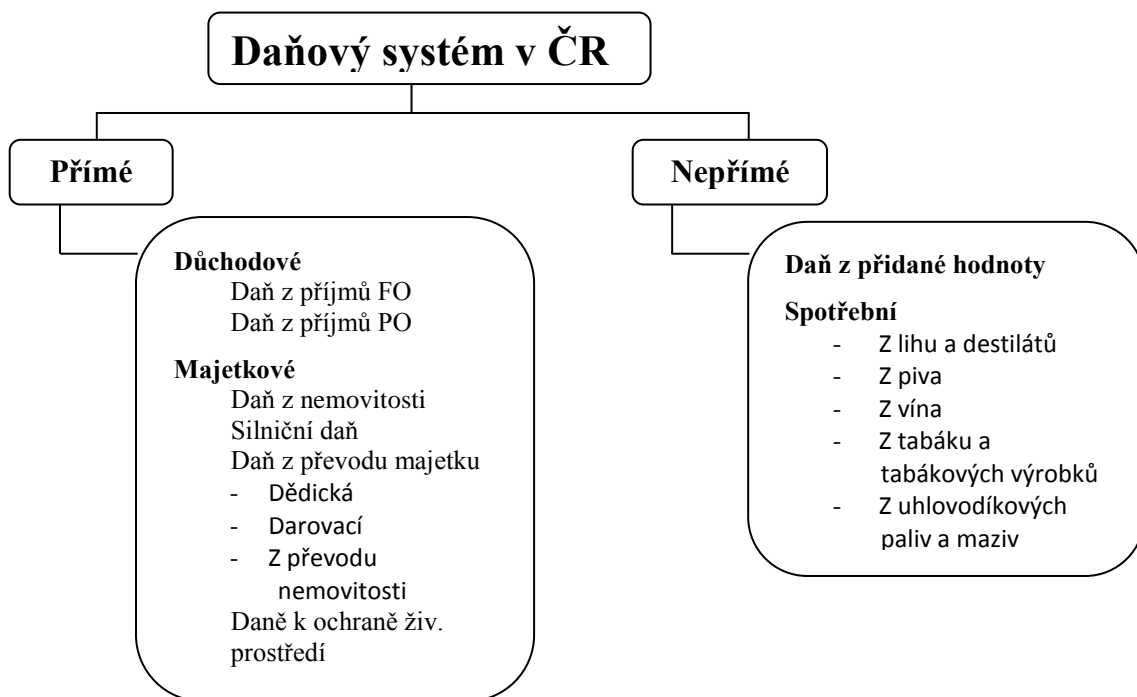 Daňový systém v ČR
Přímé
Nepřímé
Důchodové
Daň z příjmů FO
Daň z příjmů PO
Majetkové
Daň z nemovitosti
Silniční daň
Daň z převodu majetku
- Dědická
- Darovací
- Z převodu
nemovitosti
Daně k ochraně živ.
prostředí
Daň z přidané hodnoty
Spotřební
- Z lihu a destilátů
- Z piva
- Z vína
- Z tabáku a
tabákových výrobků
- Z uhlovodíkových
paliv a maziv